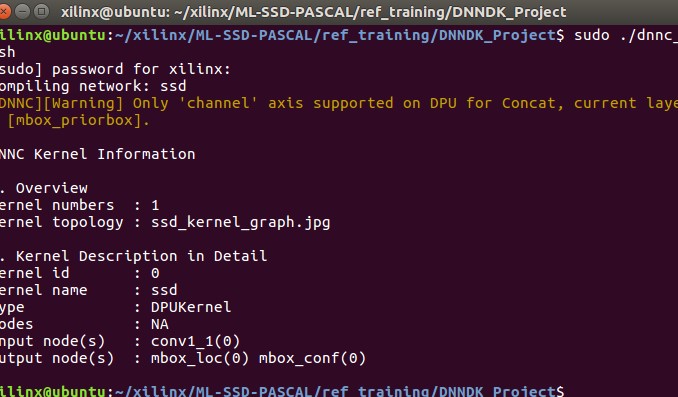 xilinx@ubuntu: ~/xilinx/ML-SSD-PASCAL/ref_training/DNNDK_Project
ilinx@ubuntu:~/xilinx/ML-SSD-PASCAL/ref_training/DNNDK_Project$ sudo ./dnnc_
sh
sudo] password for xilinx:
ompiling network: ssd
DNNC][Warning] Only 'channel' axis supported on DPU for Concat, current laye
[mbox_priorbox].
NNC Kernel Information
. Overview
ernel numbers : 1
ernel topology : ssd_kernel_graph.jpg
. Kernel Description in Detail
ernel id : 0
ernel name : ssd
ype : DPUKernel
odes : NA
nput node(s) : conv1_1(0)
utput node(s) : mbox_loc(0) mbox_conf(0)
ilinx@ubuntu:~/xilinx/ML-SSD-PASCAL/ref_training/DNNDK_Project$